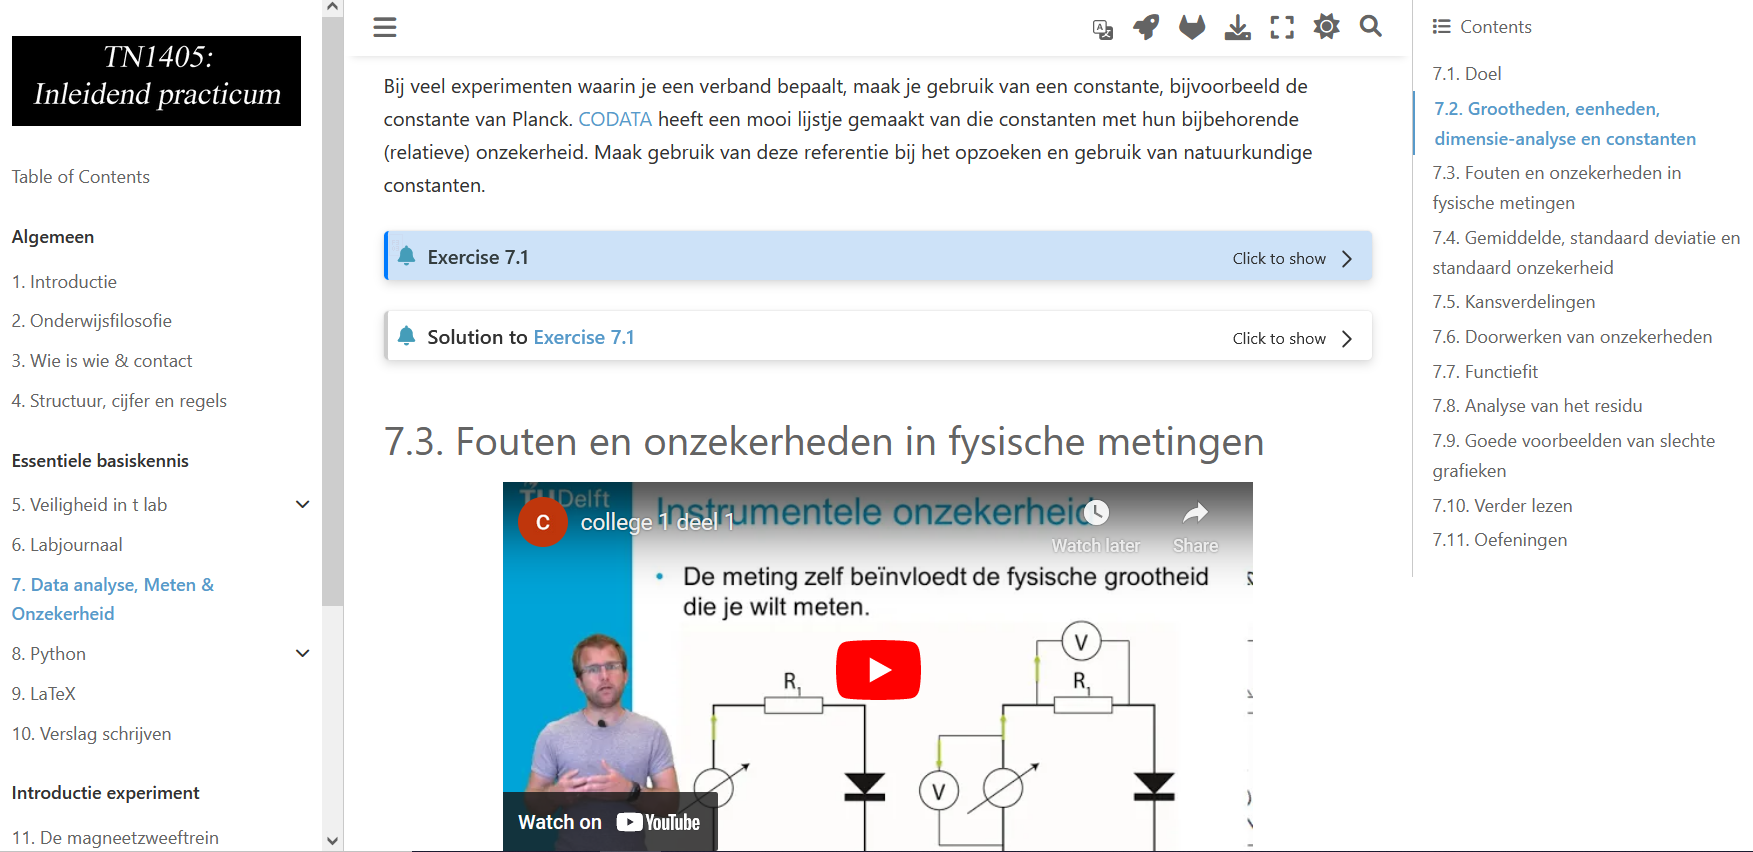 TN1405:
Inleidend practicum
Table of Contents
Algemeen
1. Introductie
2. Onderwijsfilosofie
3. Wie is wie & contact
4. Structuur, cijfer en regels
Essentiele basiskennis
5. Veiligheid in t lab
6. Labjournaal
7. Data analyse, Meten &
Onzekerheid
8. Python
9. LaTeX
10. Verslag schrijven
Introductie experiment
11. De magneetzweeftrein
Bij veel experimenten waarin je een verband bepaalt, maak je gebruik van een constante, bijvoorbeeld de
constante van Planck. CODATA heeft een mooi lijstje gemaakt van die constanten met hun bijbehorende
(relatieve) onzekerheid. Maak gebruik van deze referentie bij het opzoeken en gebruik van natuurkundige
constanten.
Exercise 7.1
Click to show
Solution to Exercise 7.1
Click to show
7.3. Fouten en onzekerheden in fysische metingen
TU Delft
Instrumentele onzekerheid
C
college 1 deel 1
Watch later
Share
• De meting zelf beïnvloedt de fysische grootheid
die je wilt meten.
R1
V
R1
V
Watch on YouTube
Contents
7.1. Doel
7.2. Grootheden, eenheden,
dimensie-analyse en constanten
7.3. Fouten en onzekerheden in
fysische metingen
7.4. Gemiddelde, standaard deviatie en
standaard onzekerheid
7.5. Kansverdelingen
7.6. Doorwerken van onzekerheden
7.7. Functiefit
7.8. Analyse van het residu
7.9. Goede voorbeelden van slechte
grafieken
7.10. Verder lezen
7.11. Oefeningen